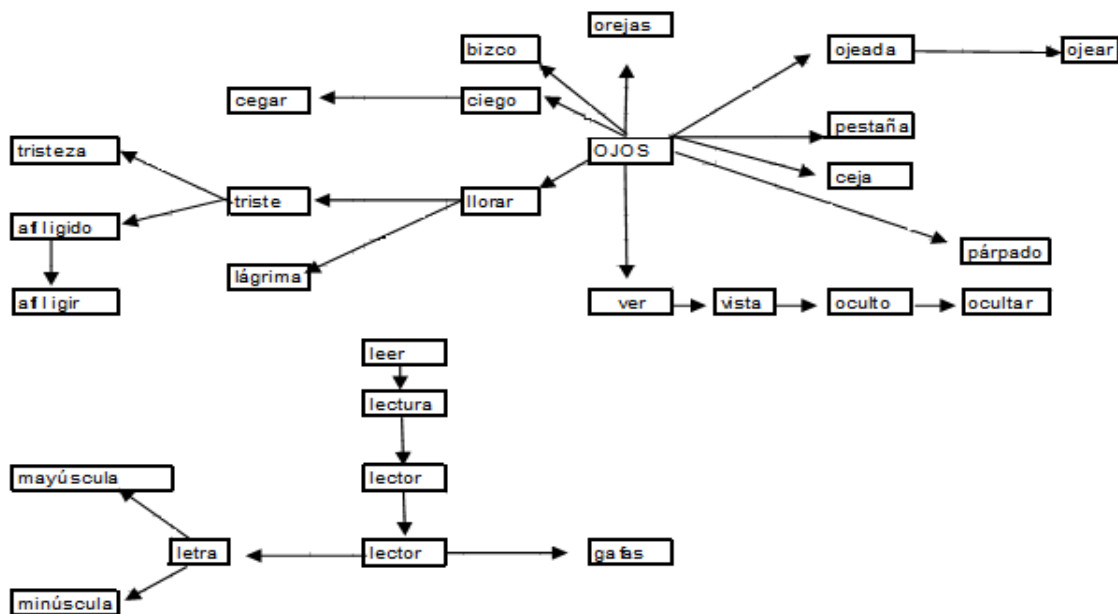 orejas
bizco
ojeada
ojear
cegar
ciego
pestaña
tristeza
OJOS
ceja
triste
llorar
afligido
párpado
lágrima
afligir
ver
vista
oculto
ocultar
leer
lectura
mayúscula
lector
letra
lector
gafas
minúscula